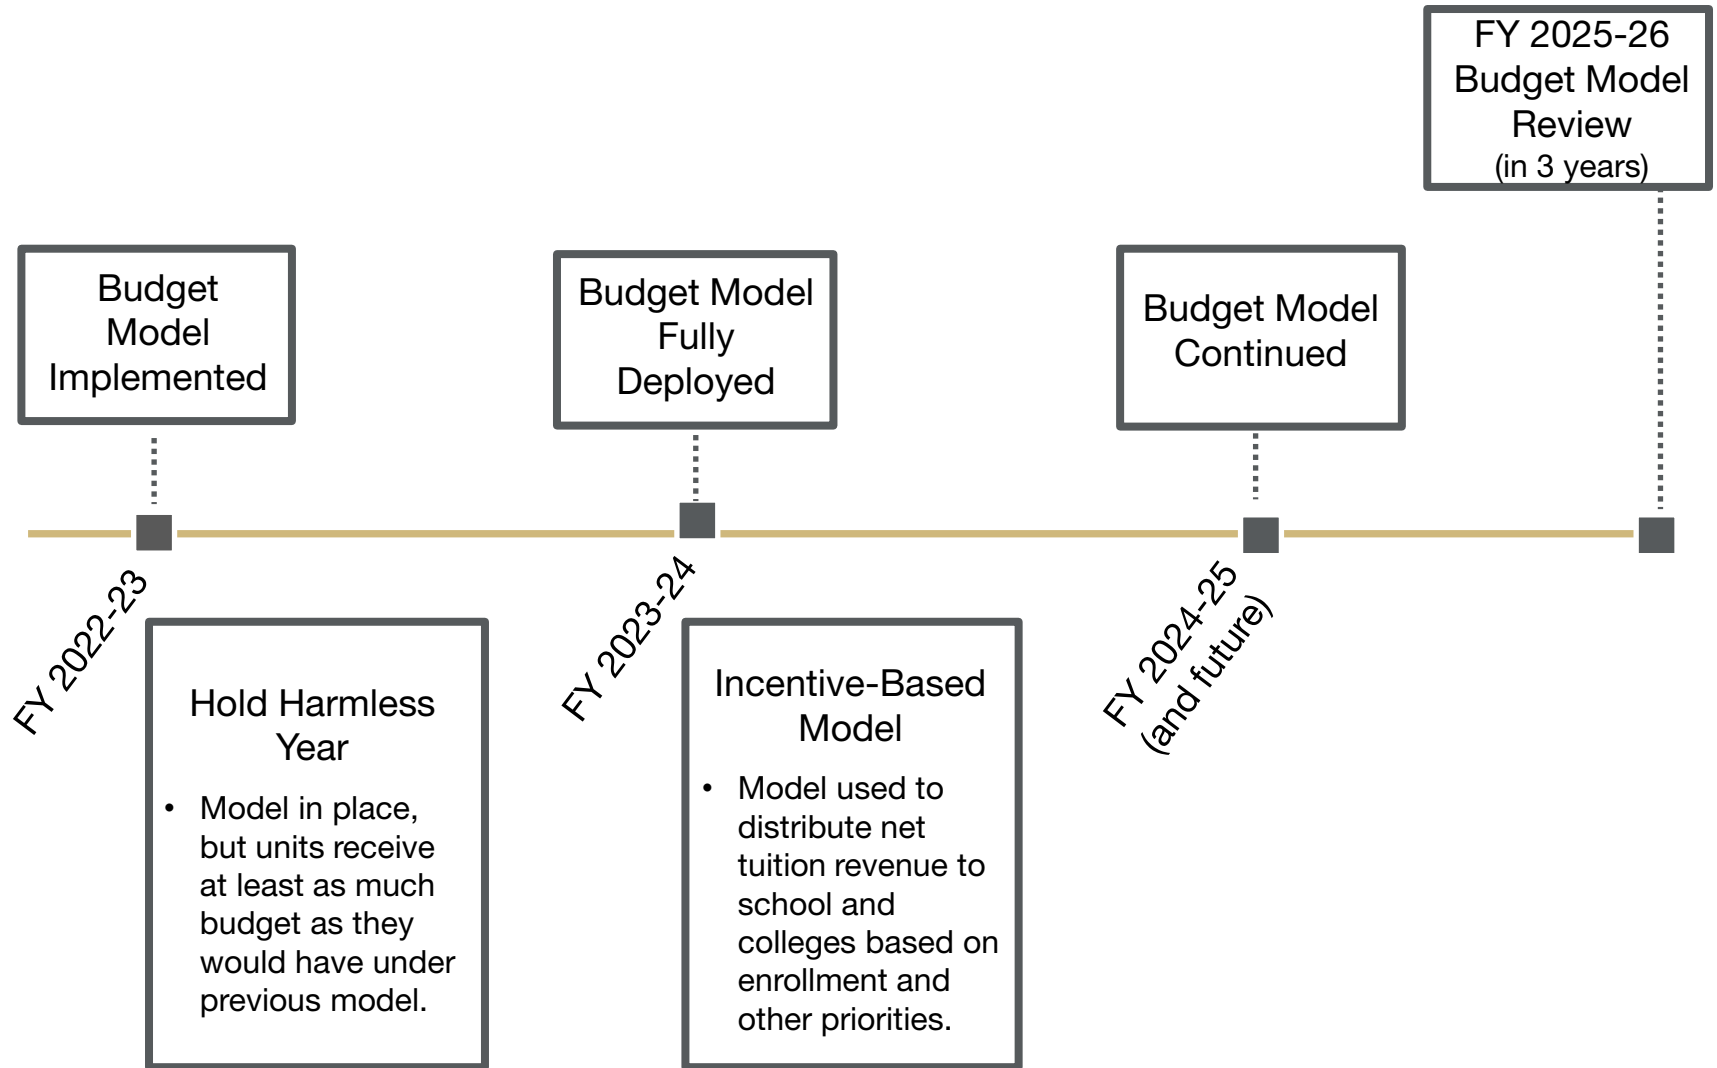 FY 2025-26
Budget Model
Review
(in 3 years)
Budget
Model
Implemented
Budget Model
Fully
Deployed
Budget Model
Continued
FY 2022-23
FY 2023-24
FY 2024-25
(and future)
Hold Harmless
Year
• Model in place,
but units receive
at least as much
budget as they
would have under
previous model.
Incentive-Based
Model
• Model used to
distribute net
tuition revenue to
school and
colleges based on
enrollment and
other priorities.